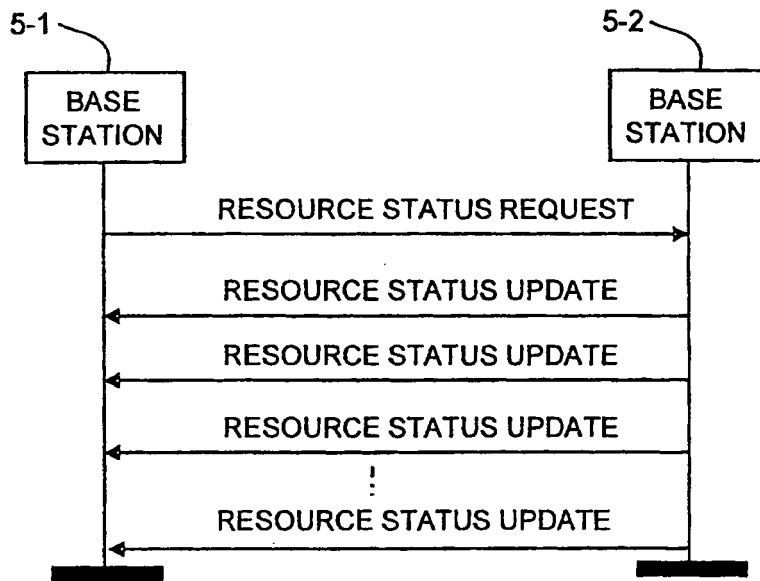 5-1
5-2
BASE
STATION
BASE
STATION
RESOURCE STATUS REQUEST
RESOURCE STATUS UPDATE
RESOURCE STATUS UPDATE
RESOURCE STATUS UPDATE
RESOURCE STATUS UPDATE